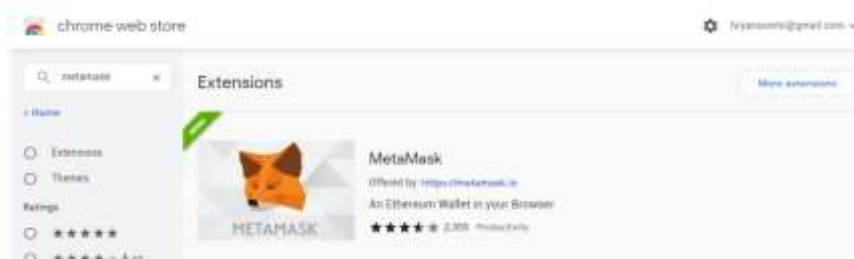 chrome web store
metamask ×
Extensions
More extensions
‹ Home
Extensions
Themes
MetaMask
Offered by: https://metamask.io
An Ethereum Wallet in your Browser
METAMASK
Productivity
Ratings